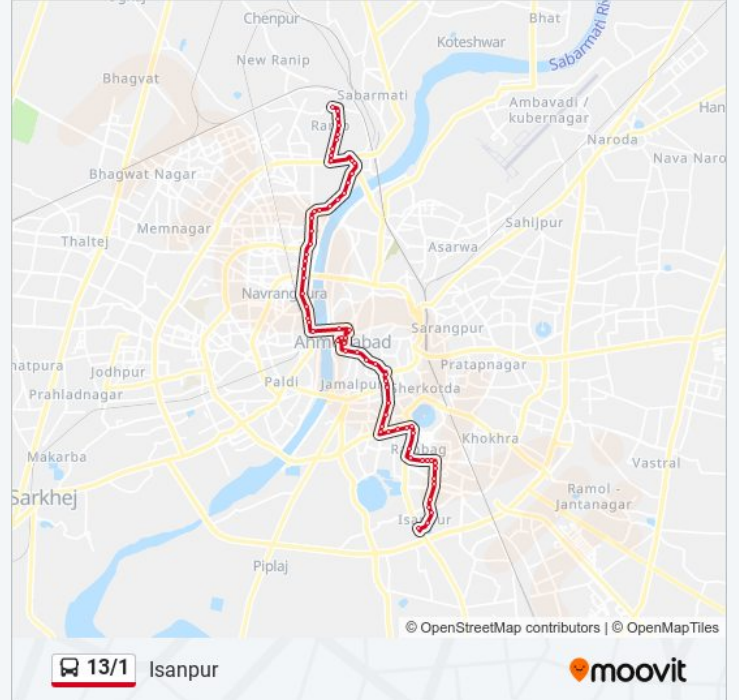 Chenpur
Bhat
Koteshwar
Sabarmati
New Ranip
Bhagvat
Sabarmati
Ambavadi /
kubernagar
Han
Naroda
Nava Naro
Bhagwat Nagar
Memnagar
Sahijpur
Thaltej
Asarwa
Navrangpura
Sarangpur
Ahmedabad
Pratapnagar
hatpura
Jodhpur
Paldi
Jamalpur
Sherkotda
Prahladnagar
Khokhra
Makarba
Vastral
Sarkhej
Ramol -
Jantanagar
Isanpur
Piplaj
© OpenStreetMap contributors | © OpenMapTiles
13/1 Isanpur
moovit